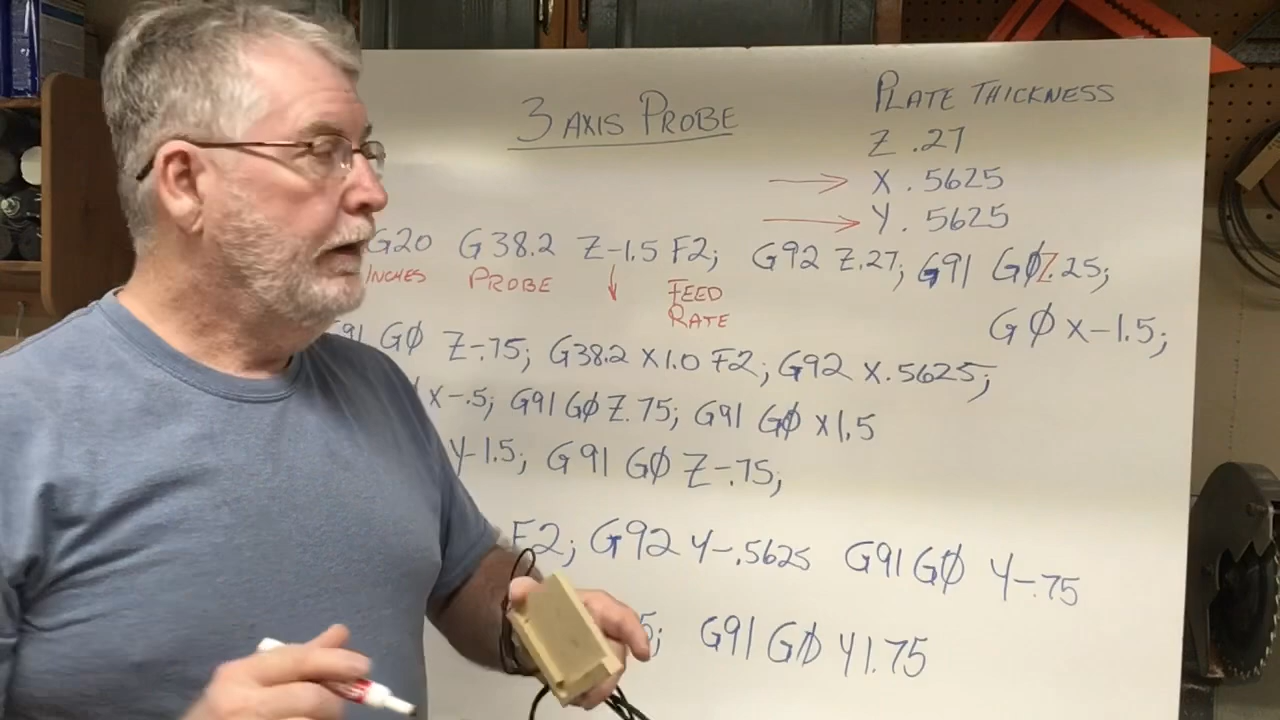 3 AXIS PROBE
PLATE THICKNESS
Z .27
X .5625
Y .5625
G20 G38.2 Z-1.5 F2; G92 Z.27; G91 GØZ.25;
INCHES PROBE FEED RATE
GØ X-1.5;
G91 GØ Z-.75; G38.2 X1.0 F2; G92 X.5625;
X-.5; G91 GØ Z.75; G91 GØ X1.5
Y-1.5; G91 GØ Z-.75;
F2; G92 Y-.5625 G91 GØ Y-.75
5; G91 GØ Y1.75